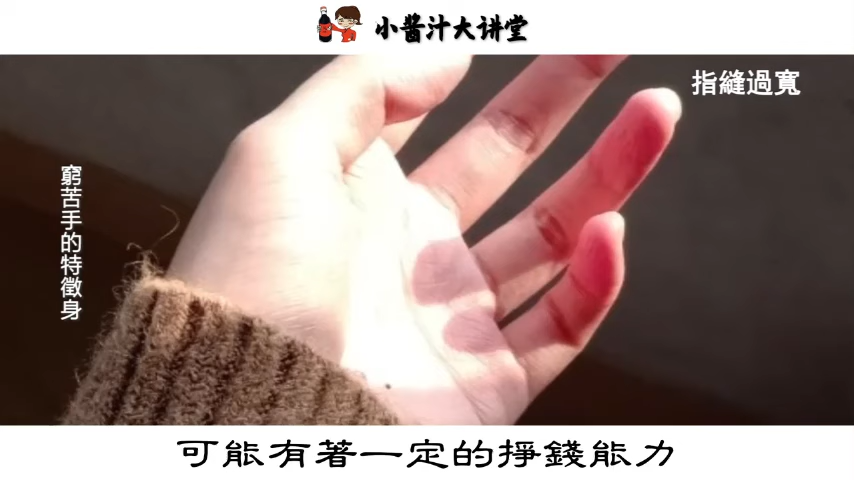 小醬汁大讲堂
指縫過寬
窮苦手的特徵身
可能有著一定的掙錢能力